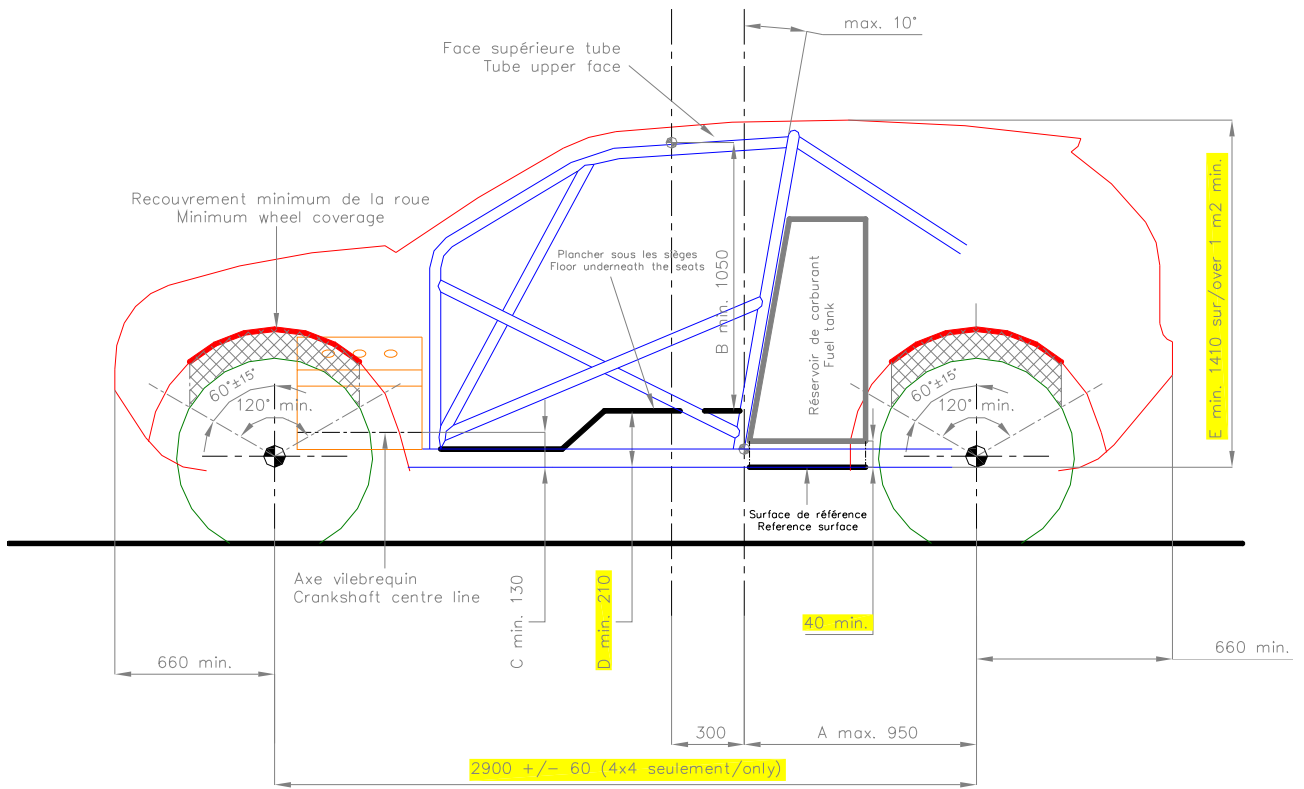 max. 10°
Face supérieure tube
Tube upper face
Recouvrement minimum de la roue
Minimum wheel coverage
Plancher sous les sièges
Floor underneath the seats
B min. 1050
Réservoir de carburant
Fuel tank
E min. 1410 sur/over 1 m2 min.
60°±15°
120° min.
60°±15°
120° min.
Surface de référence
Reference surface
Axe vilebrequin
Crankshaft centre line
C min. 130
D min. 210
40 min.
660 min.
660 min.
300
A max. 950
2900 +/- 60 (4x4 seulement/only)